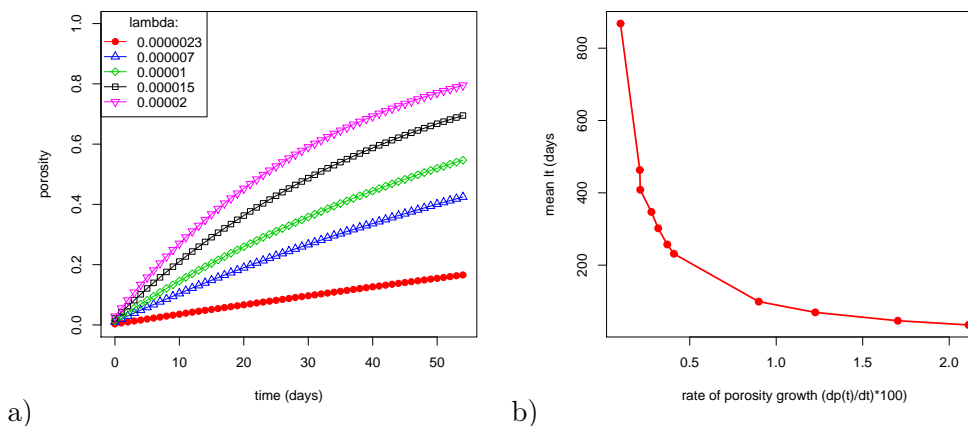 lambda:
0.0000023
0.000007
0.00001
0.000015
0.00002
porosity
0.0 0.2 0.4 0.6 0.8 1.0
0 10 20 30 40 50
time (days)
a)
mean lt (days)
200 400 600 800
0.5 1.0 1.5 2.0
rate of porosity growth (dp(t)/dt)*100)
b)